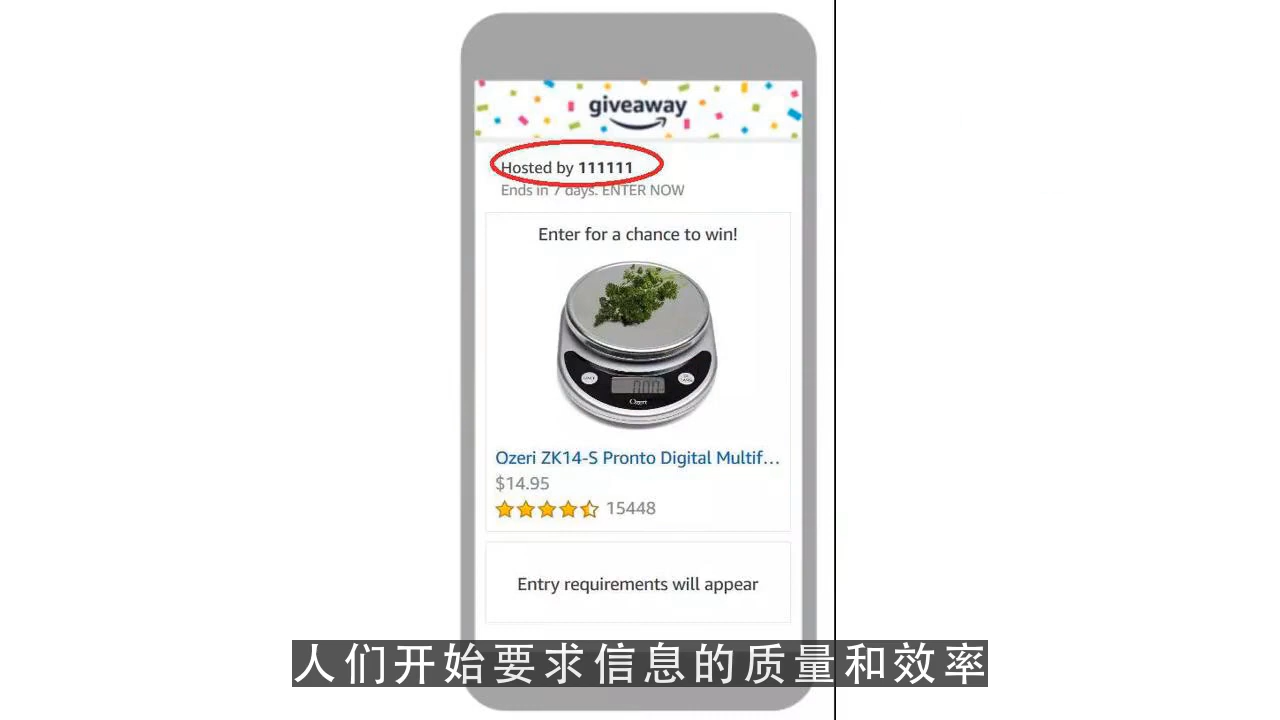 giveaway
Hosted by 111111
Ends in 7 days. ENTER NOW
Enter for a chance to win!
000
Ozeri
Ozeri ZK14-S Pronto Digital Multif...
$14.95
15448
Entry requirements will appear
人们开始要求信息的质量和效率